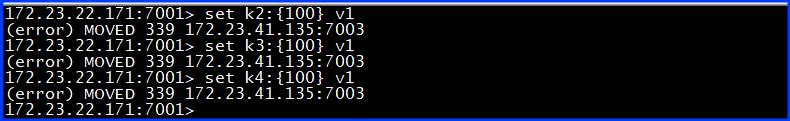 172.23.22.171:7001> set k2:{100} v1
(error) MOVED 339 172.23.41.135:7003
172.23.22.171:7001> set k3:{100} v1
(error) MOVED 339 172.23.41.135:7003
172.23.22.171:7001> set k4:{100} v1
(error) MOVED 339 172.23.41.135:7003
172.23.22.171:7001>